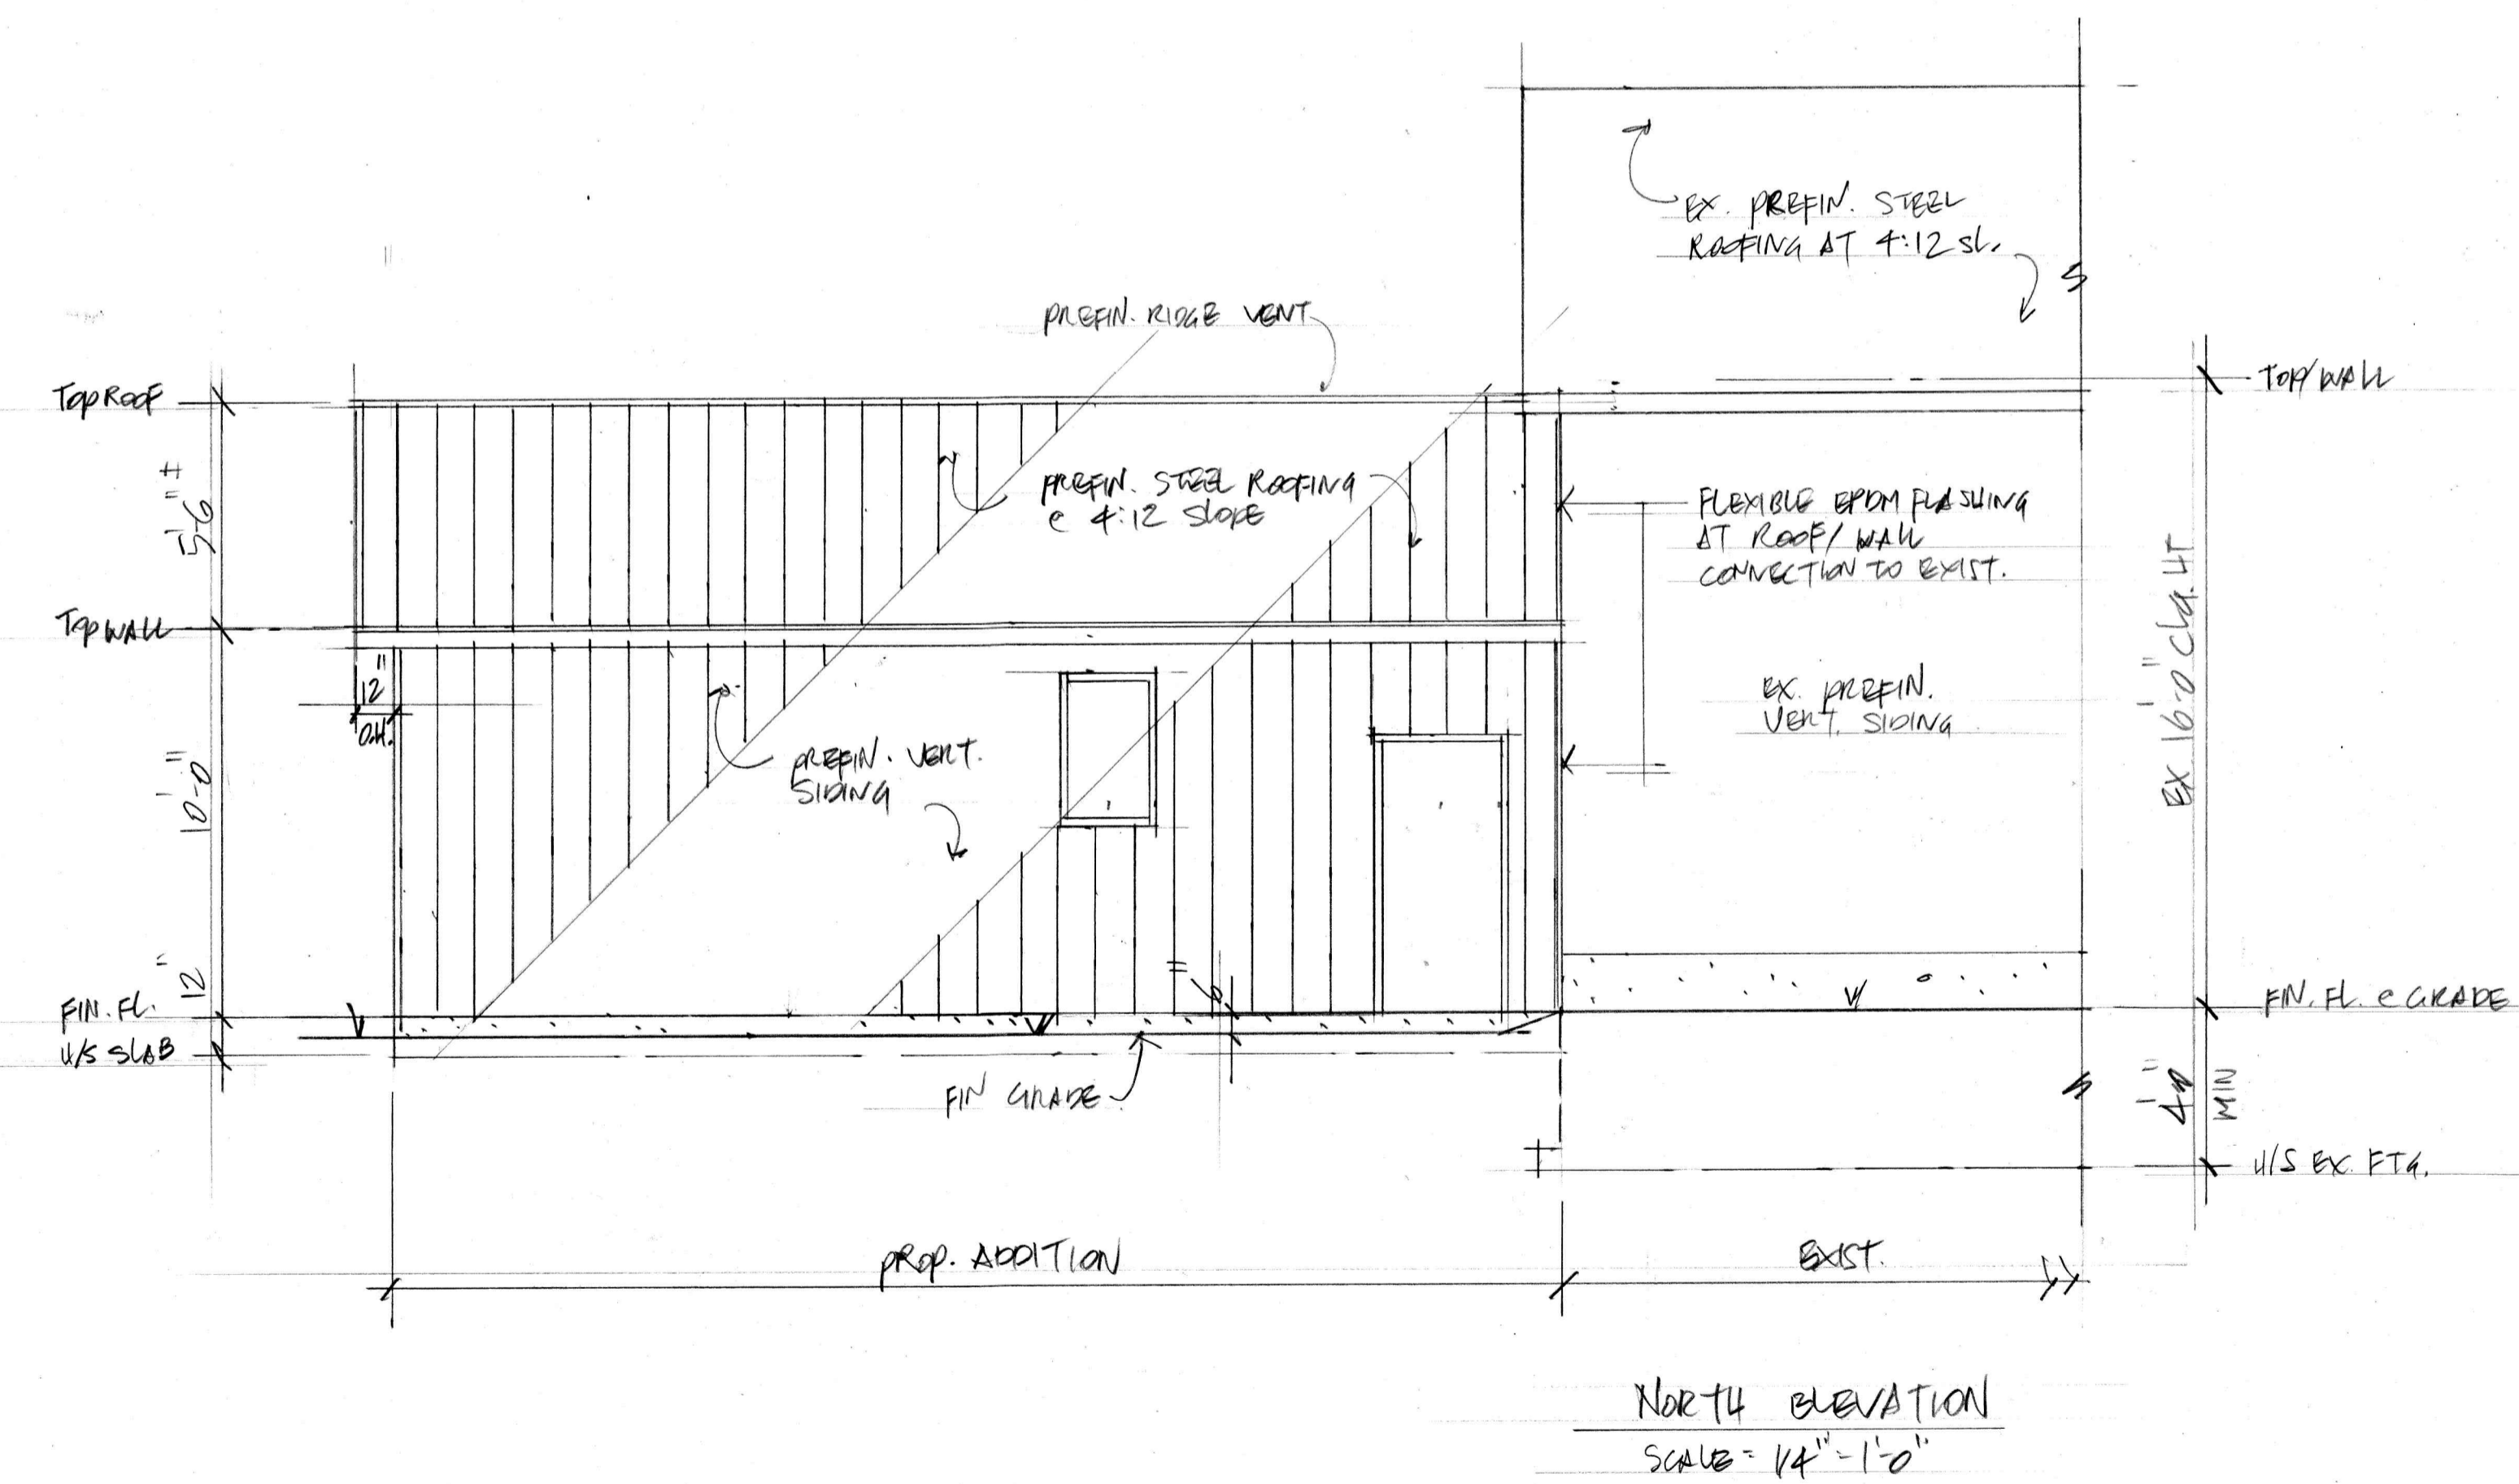 EX. PREFIN. STEEL
ROOFING AT 4:12 SL.
PREFIN. RIDGE VENT
TOP ROOF
TOP/WALL
5'-6"±
PREFIN. STEEL ROOFING
@ 4:12 SLOPE
FLEXIBLE EPDM FLASHING
AT ROOF/WALL
CONNECTION TO EXIST.
EX. 16'-0" CLG. HT
TOP WALL
12"
O.H.
10'-0"
PREFIN. VERT.
SIDING
EX. PREFIN.
VERT. SIDING
12"
6"
FIN. FL.
FIN. FL. @ GRADE
U/S SLAB
FIN GRADE
4'-0"
MIN
U/S EX. FTG.
PROP. ADDITION
EXIST.
NORTH ELEVATION
SCALE = 1/4" = 1'-0"